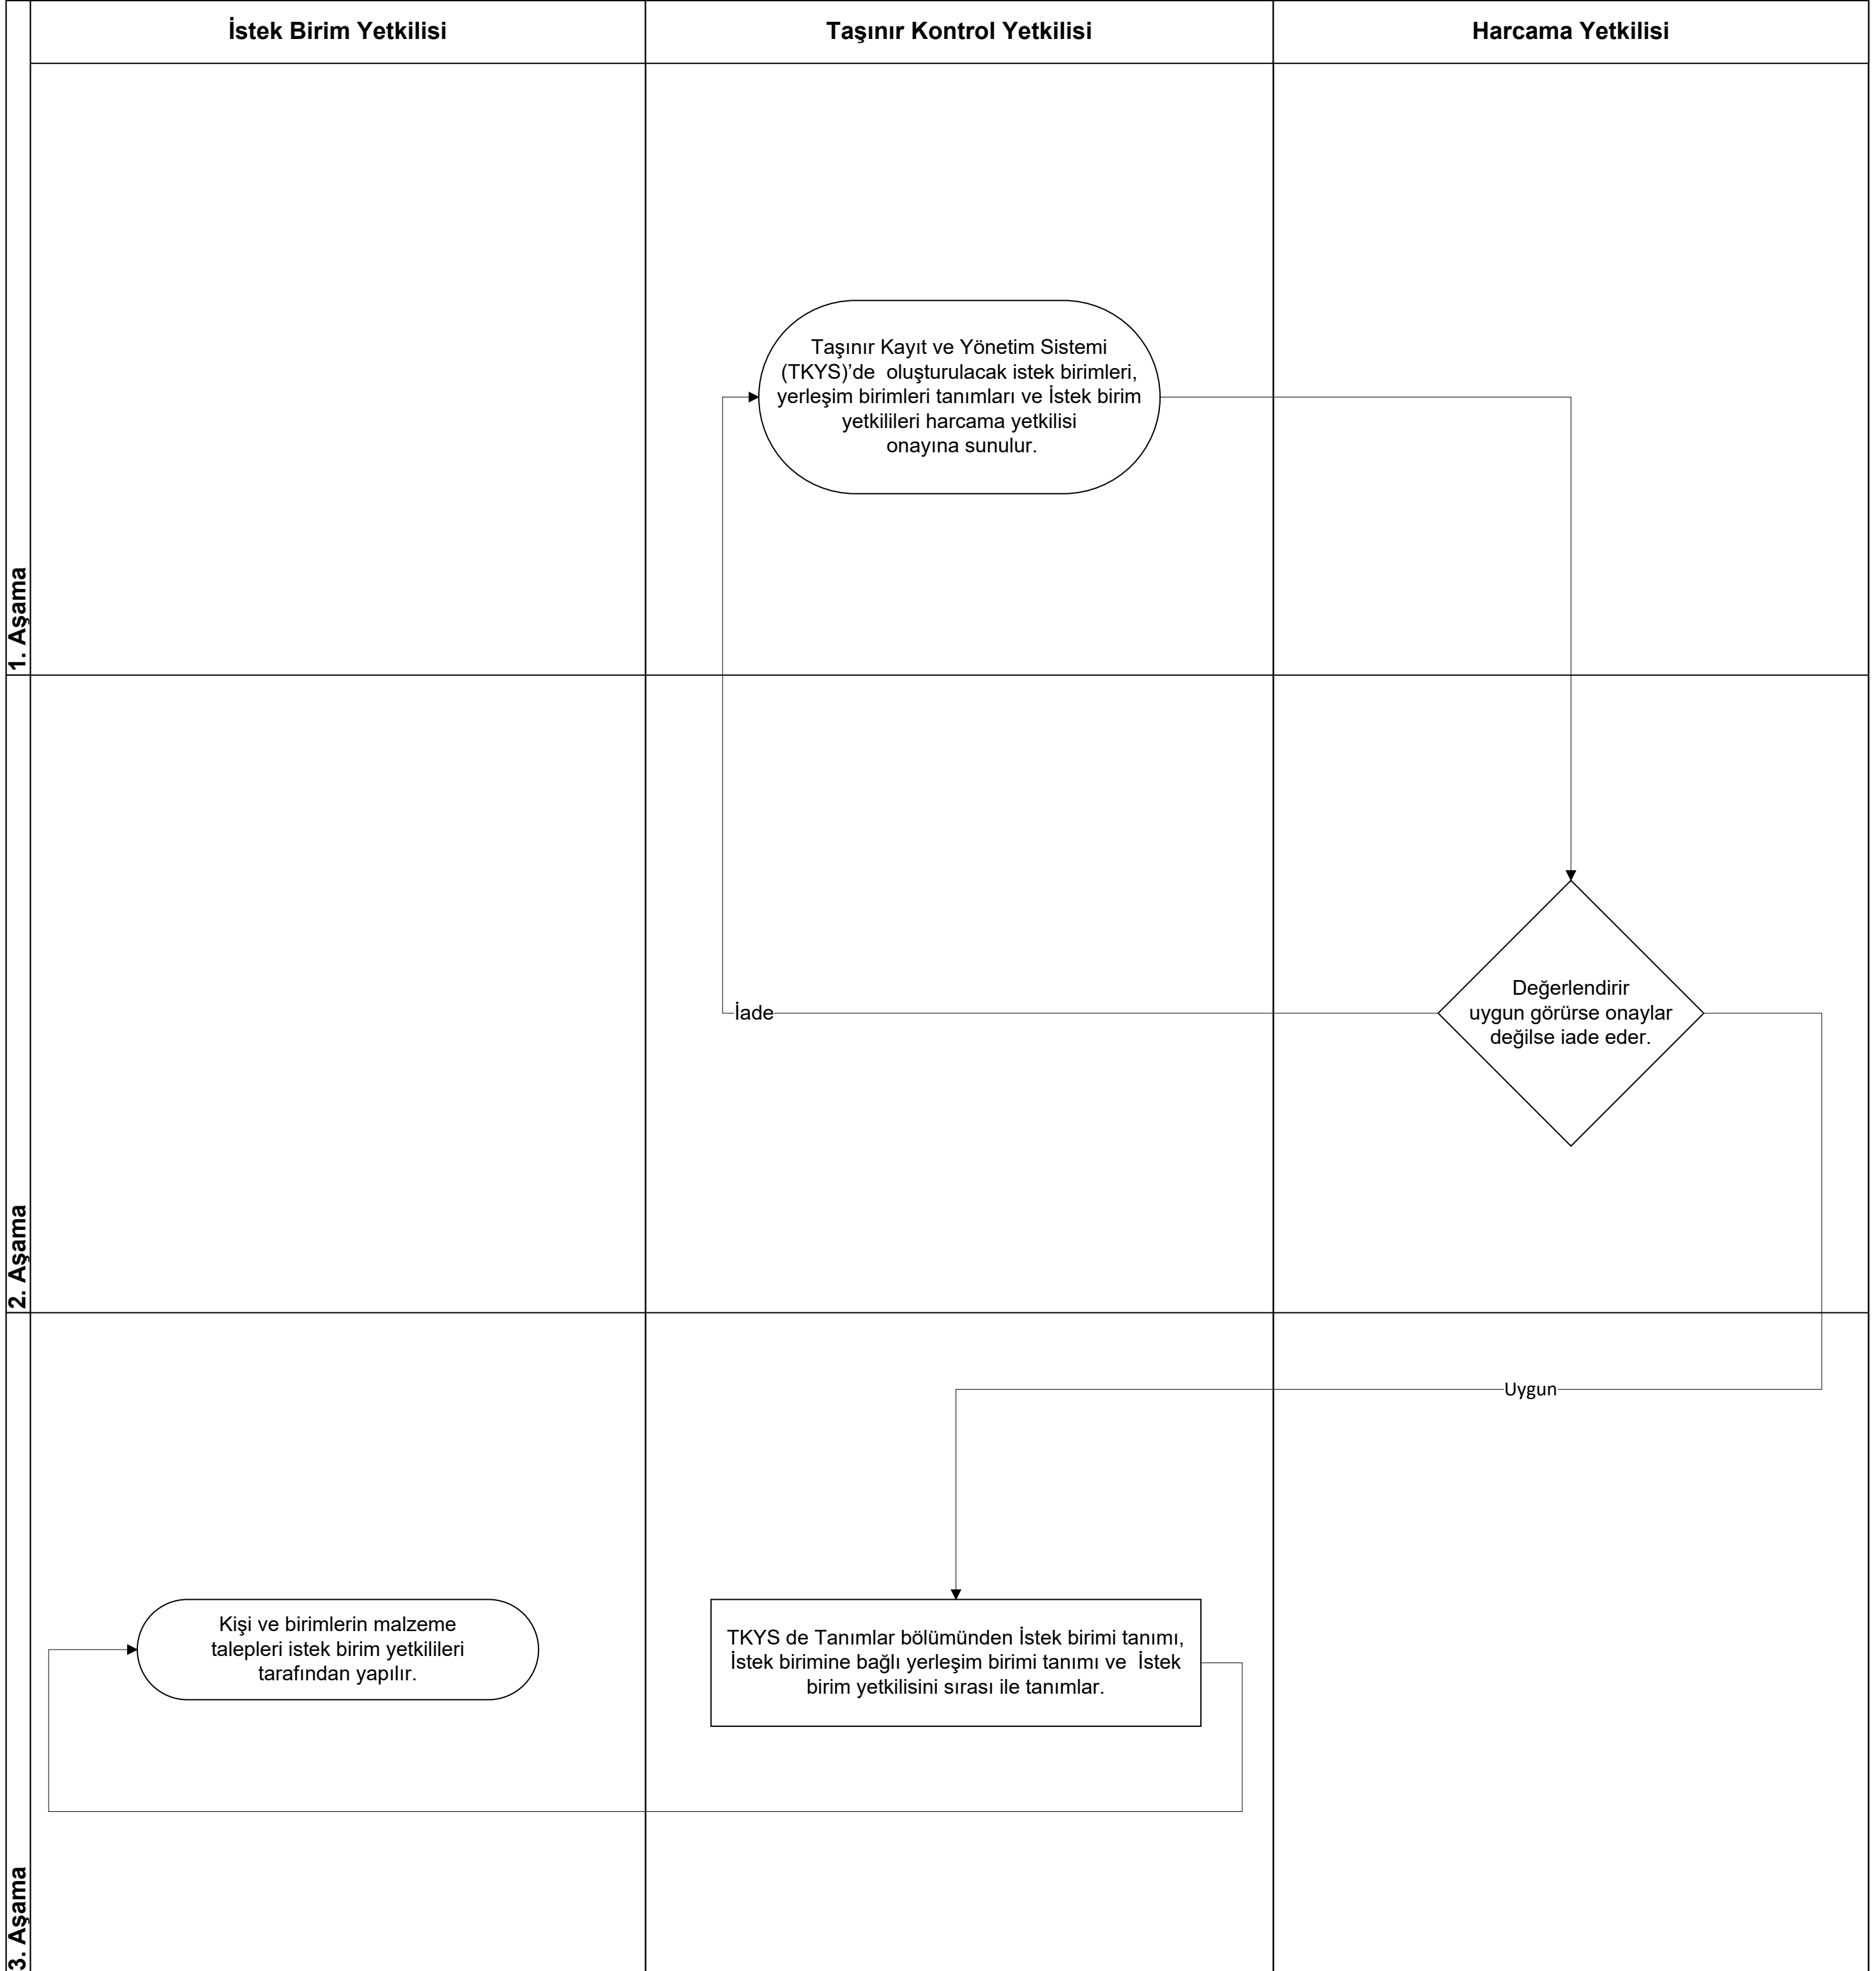 İstek Birim Yetkilisi
Taşınır Kontrol Yetkilisi
Harcama Yetkilisi
1. Aşama
Taşınır Kayıt ve Yönetim Sistemi
(TKYS)’de oluşturulacak istek birimleri,
yerleşim birimleri tanımları ve İstek birim
yetkilileri harcama yetkilisi
onayına sunulur.
2. Aşama
İade
Değerlendirir
uygun görürse onaylar
değilse iade eder.
3. Aşama
Uygun
Kişi ve birimlerin malzeme
talepleri istek birim yetkilileri
tarafından yapılır.
TKYS de Tanımlar bölümünden İstek birimi tanımı,
İstek birimine bağlı yerleşim birimi tanımı ve İstek
birim yetkilisini sırası ile tanımlar.